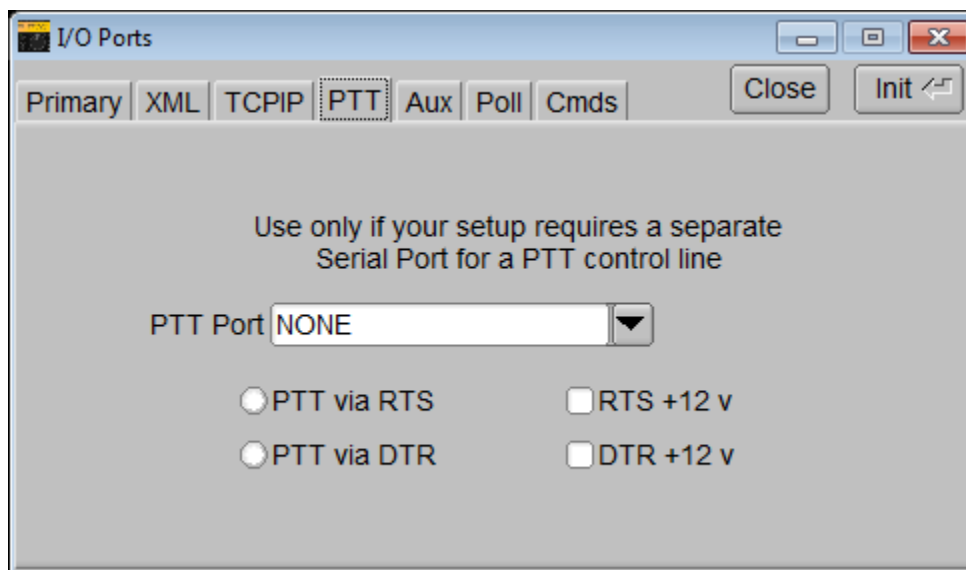 I/O Ports
Primary XML TCPIP PTT Aux Poll Cmds Close Init
Use only if your setup requires a separate
Serial Port for a PTT control line
PTT Port NONE
PTT via RTS RTS +12 v
PTT via DTR DTR +12 v